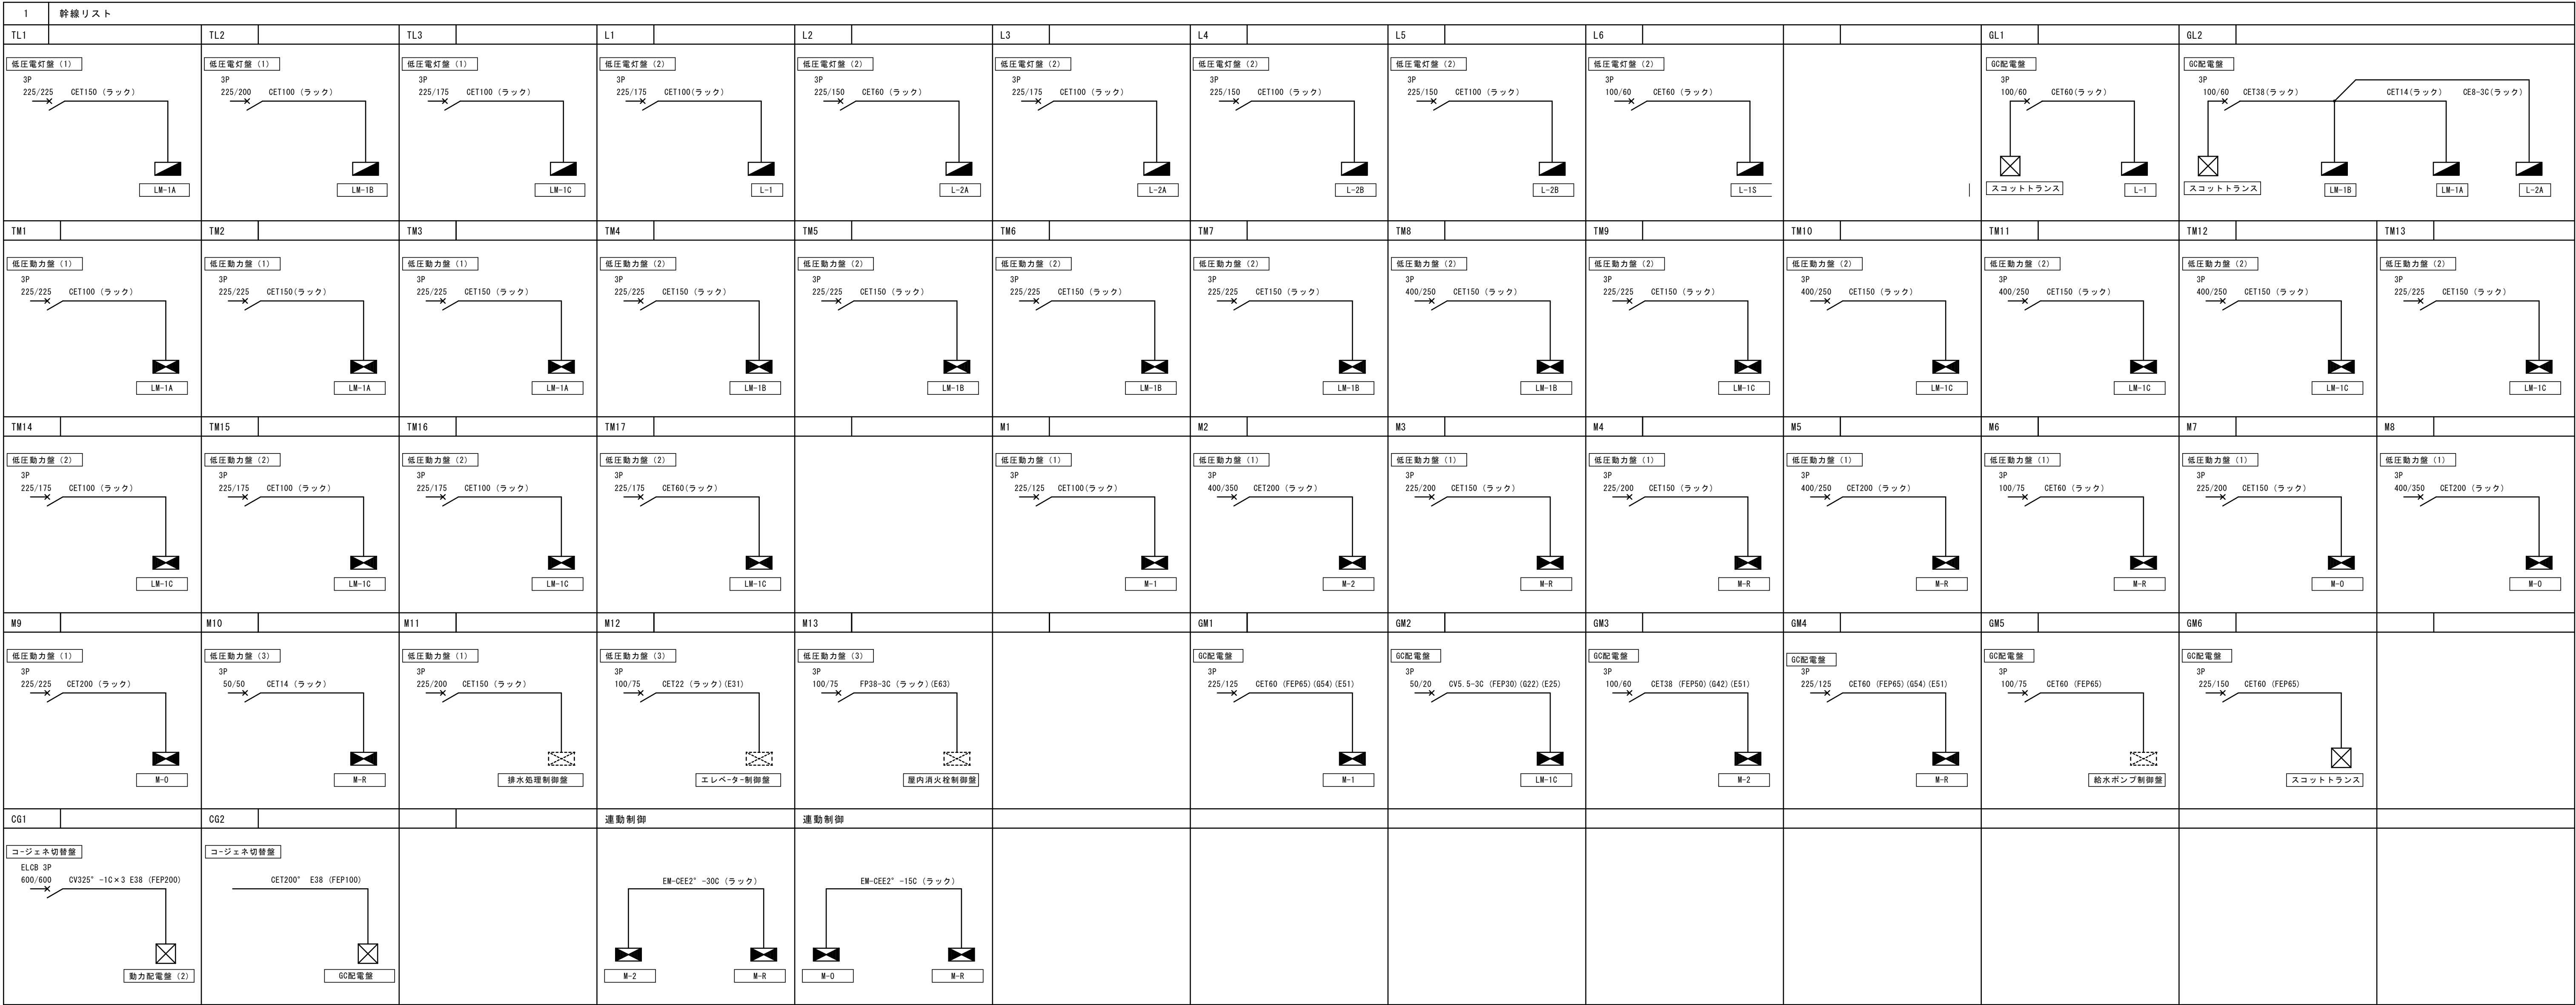 1 幹線リスト
TL1 TL2 TL3 L1 L2 L3 L4 L5 L6 GL1 GL2
低圧電灯盤 (1) 低圧電灯盤 (1) 低圧電灯盤 (1) 低圧電灯盤 (2) 低圧電灯盤 (2) 低圧電灯盤 (2) 低圧電灯盤 (2) 低圧電灯盤 (2) 低圧電灯盤 (2) GC配電盤 GC配電盤
3P 3P 3P 3P 3P 3P 3P 3P 3P 3P 3P
225/225 CET150 (ラック) 225/200 CET100 (ラック) 225/175 CET100 (ラック) 225/175 CET100(ラック) 225/150 CET60 (ラック) 225/175 CET100 (ラック) 225/150 CET100 (ラック) 225/150 CET100 (ラック) 100/60 CET60 (ラック) 100/60 CET60(ラック) 100/60 CET38(ラック) CET14(ラック) CE8-3C(ラック)
LM-1A LM-1B LM-1C L-1 L-2A L-2A L-2B L-2B L-1S スコットトランス L-1 スコットトランス LM-1B LM-1A L-2A
TM1 TM2 TM3 TM4 TM5 TM6 TM7 TM8 TM9 TM10 TM11 TM12 TM13
低圧動力盤 (1) 低圧動力盤 (1) 低圧動力盤 (1) 低圧動力盤 (2) 低圧動力盤 (2) 低圧動力盤 (2) 低圧動力盤 (2) 低圧動力盤 (2) 低圧動力盤 (2) 低圧動力盤 (2) 低圧動力盤 (2) 低圧動力盤 (2) 低圧動力盤 (2)
3P 3P 3P 3P 3P 3P 3P 3P 3P 3P 3P 3P 3P
225/225 CET100 (ラック) 225/225 CET150(ラック) 225/225 CET150 (ラック) 225/225 CET150 (ラック) 225/225 CET150 (ラック) 225/225 CET150 (ラック) 225/225 CET150(ラック) 400/250 CET150 (ラック) 225/225 CET150 (ラック) 400/250 CET150 (ラック) 400/250 CET150 (ラック) 400/250 CET150 (ラック) 225/225 CET150 (ラック)
LM-1A LM-1A LM-1A LM-1B LM-1B LM-1B LM-1B LM-1B LM-1C LM-1C LM-1C LM-1C LM-1C
TM14 TM15 TM16 TM17 M1 M2 M3 M4 M5 M6 M7 M8
低圧動力盤 (2) 低圧動力盤 (2) 低圧動力盤 (2) 低圧動力盤 (2) 低圧動力盤 (1) 低圧動力盤 (1) 低圧動力盤 (1) 低圧動力盤 (1) 低圧動力盤 (1) 低圧動力盤 (1) 低圧動力盤 (1) 低圧動力盤 (1)
3P 3P 3P 3P 3P 3P 3P 3P 3P 3P 3P 3P
225/175 CET100 (ラック) 225/175 CET100 (ラック) 225/175 CET100 (ラック) 225/175 CET60(ラック) 225/125 CET100(ラック) 400/350 CET200 (ラック) 225/200 CET150 (ラック) 225/200 CET150 (ラック) 400/250 CET200 (ラック) 100/75 CET60 (ラック) 225/200 CET150 (ラック) 400/350 CET200 (ラック)
LM-1C LM-1C LM-1C LM-1C M-1 M-2 M-R M-R M-R M-R M-O M-O
M9 M10 M11 M12 M13 GM1 GM2 GM3 GM4 GM5 GM6
低圧動力盤 (1) 低圧動力盤 (3) 低圧動力盤 (1) 低圧動力盤 (3) 低圧動力盤 (3) GC配電盤 GC配電盤 GC配電盤 GC配電盤 GC配電盤 GC配電盤
3P 3P 3P 3P 3P 3P 3P 3P 3P 3P 3P
225/225 CET200 (ラック) 50/50 CET14 (ラック) 225/200 CET150 (ラック) 100/75 CET22 (ラック)(E31) 100/75 FP38-3C (ラック)(E63) 225/125 CET60 (FEP65)(G54)(E51) 50/20 CV5.5-3C (FEP30)(G22)(E25) 100/60 CET38 (FEP50)(G42)(E51) 225/125 CET60 (FEP65)(G54)(E51) 100/75 CET60 (FEP65) 225/150 CET60 (FEP65)
M-O M-R 排水処理制御盤 エレベーター制御盤 屋内消火栓制御盤 M-1 LM-1C M-2 M-R 給水ポンプ制御盤 スコットトランス
CG1 CG2 連動制御 連動制御
コージェネ切替盤 コージェネ切替盤
ELCB 3P
600/600 CV325°-1C×3 E38 (FEP200) CET200° E38 (FEP100) EM-CEE2°-30C (ラック) EM-CEE2°-15C (ラック)
動力配電盤 (2) GC配電盤 M-2 M-R M-O M-R